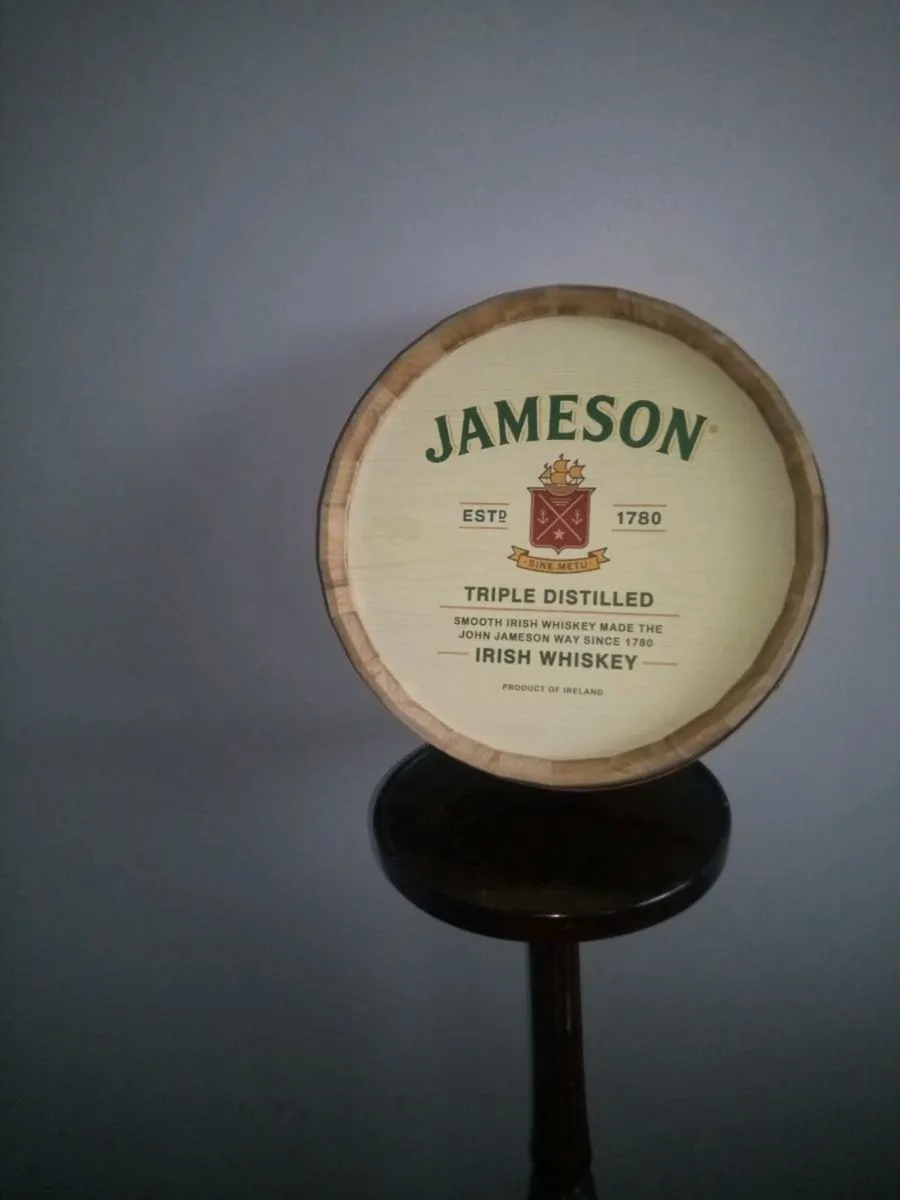 JAMESON
ESTD 1780
SINE METU
TRIPLE DISTILLED
SMOOTH IRISH WHISKEY MADE THE
JOHN JAMESON WAY SINCE 1780
IRISH WHISKEY
PRODUCT OF IRELAND